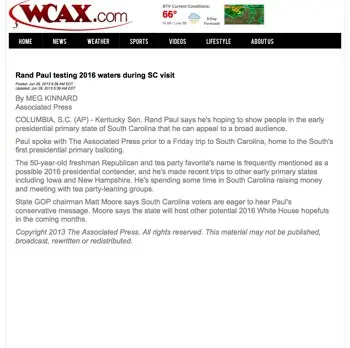 WCAX.com
BTV Current Conditions:
66°
5-Day
Forecast
HOME NEWS WEATHER SPORTS VIDEOS LIFESTYLE ABOUT US
Rand Paul testing 2016 waters during SC visit
Posted: Jun 28, 2013 5:39 AM EDT
Updated: Jun 28, 2013 5:39 AM EDT
By MEG KINNARD
Associated Press
COLUMBIA, S.C. (AP) - Kentucky Sen. Rand Paul says he's hoping to show people in the early
presidential primary state of South Carolina that he can appeal to a broad audience.
Paul spoke with The Associated Press prior to a Friday trip to South Carolina, home to the South's
first presidential primary balloting.
The 50-year-old freshman Republican and tea party favorite's name is frequently mentioned as a
possible 2016 presidential contender, and he's made recent trips to other early primary states
including Iowa and New Hampshire. He's spending some time in South Carolina raising money
and meeting with tea party-leaning groups.
State GOP chairman Matt Moore says South Carolina voters are eager to hear Paul's
conservative message. Moore says the state will host other potential 2016 White House hopefuls
in the coming months.
Copyright 2013 The Associated Press. All rights reserved. This material may not be published,
broadcast, rewritten or redistributed.